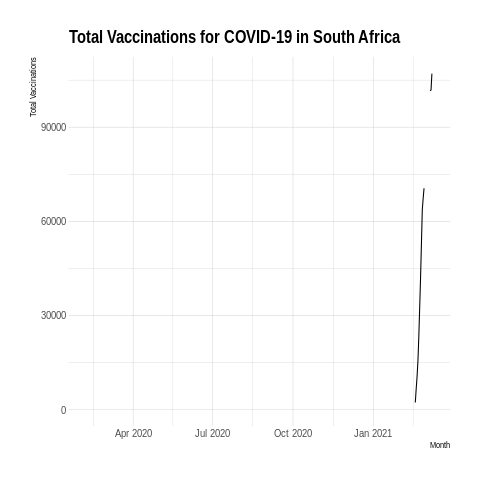 Total Vaccinations for COVID-19 in South Africa
Total Vaccinations
90000
60000
30000
0
Apr 2020 Jul 2020 Oct 2020 Jan 2021
Month